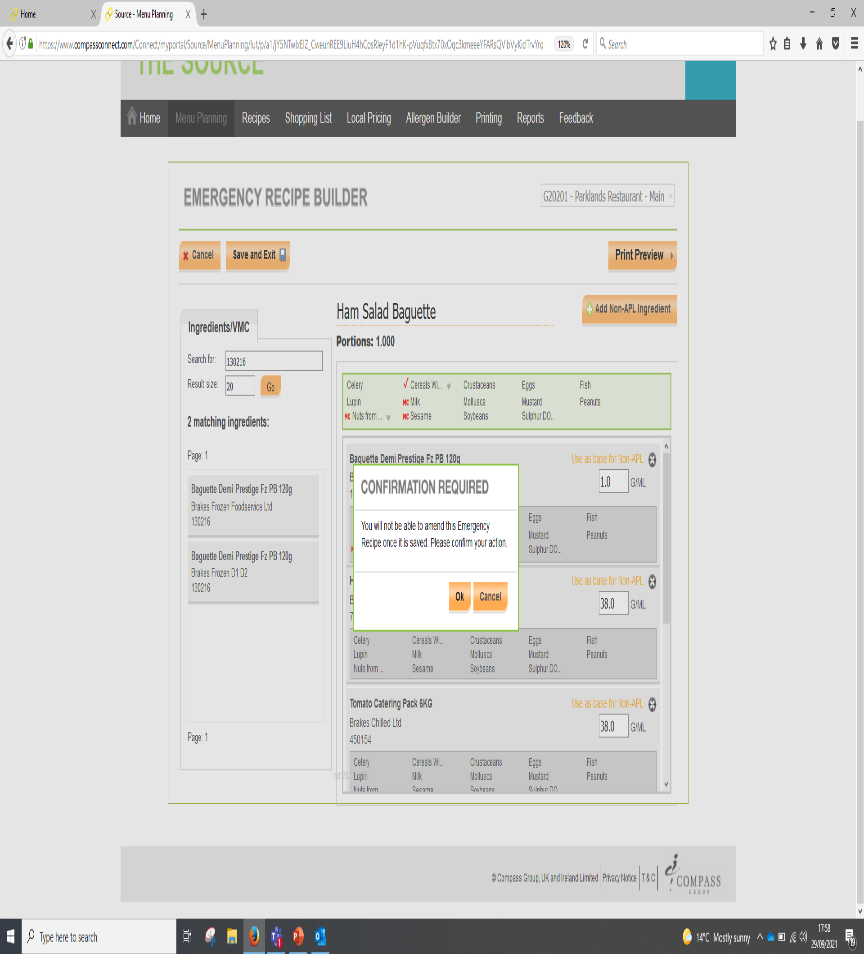 Home
Source - Menu Planning
120%
Search
THE SOURCE
Home Menu Planning Recipes Shopping List Local Pricing Allergen Builder Printing Reports Feedback
EMERGENCY RECIPE BUILDER
G20201 - Parklands Restaurant - Main
Cancel Save and Exit Print Preview
Ingredients/VMC
Search for: 130216
Result size: 20 Go
2 matching ingredients:
Page: 1
Baguette Demi Prestige Fz PB 120g
Brakes Frozen Foodservice Ltd
130216
Baguette Demi Prestige Fz PB 120g
Brakes Frozen D1 D2
130216
Page: 1
Ham Salad Baguette
Add Non-APL Ingredient
Portions: 1.000
Celery Cereals Wi... Crustaceans Eggs Fish
Lupin MC Milk Molluscs Mustard Peanuts
MC Nuts from ... MC Sesame Soybeans Sulphur DO...
Baguette Demi Prestige Fz PB 120g Use as base for Non-APL
1.0 G/ML
Eggs Fish
Mustard Peanuts
Sulphur DO...
CONFIRMATION REQUIRED
You will not be able to amend this Emergency
Recipe once it is saved. Please confirm your action.
Ok Cancel
Use as base for Non-APL
38.0 G/ML
Celery Cereals Wi... Crustaceans Eggs Fish
Lupin Milk Molluscs Mustard Peanuts
Nuts from ... Sesame Soybeans Sulphur DO...
Tomato Catering Pack 6KG Use as base for Non-APL
Brakes Chilled Ltd 38.0 G/ML
450154
Celery Cereals Wi... Crustaceans Eggs Fish
Lupin Milk Molluscs Mustard Peanuts
Nuts from Sesame Soybeans Sulphur DO
© Compass Group, UK and Ireland Limited Privacy Notice T & C
COMPASS
GROUP
Type here to search
14°C Mostly sunny
17:58
29/09/2021